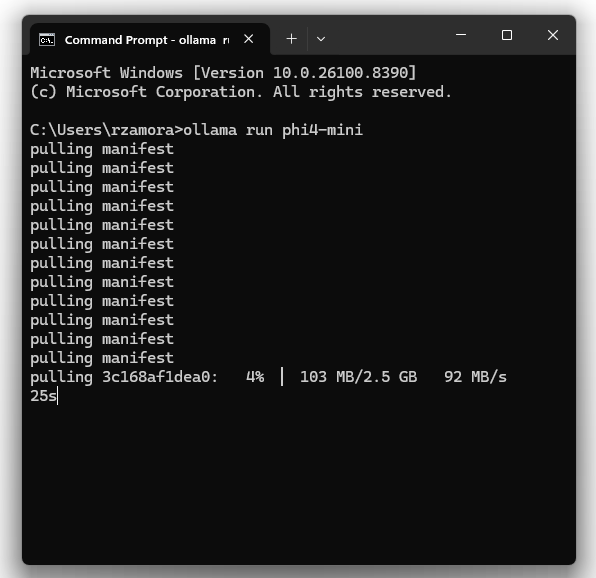 Command Prompt - ollama r
Microsoft Windows [Version 10.0.26100.8390]
(c) Microsoft Corporation. All rights reserved.
C:\Users\rzamora>ollama run phi4-mini
pulling manifest
pulling manifest
pulling manifest
pulling manifest
pulling manifest
pulling manifest
pulling manifest
pulling manifest
pulling manifest
pulling manifest
pulling manifest
pulling manifest
pulling 3c168af1dea0:   4% ▏ 103 MB/2.5 GB   92 MB/s
25s